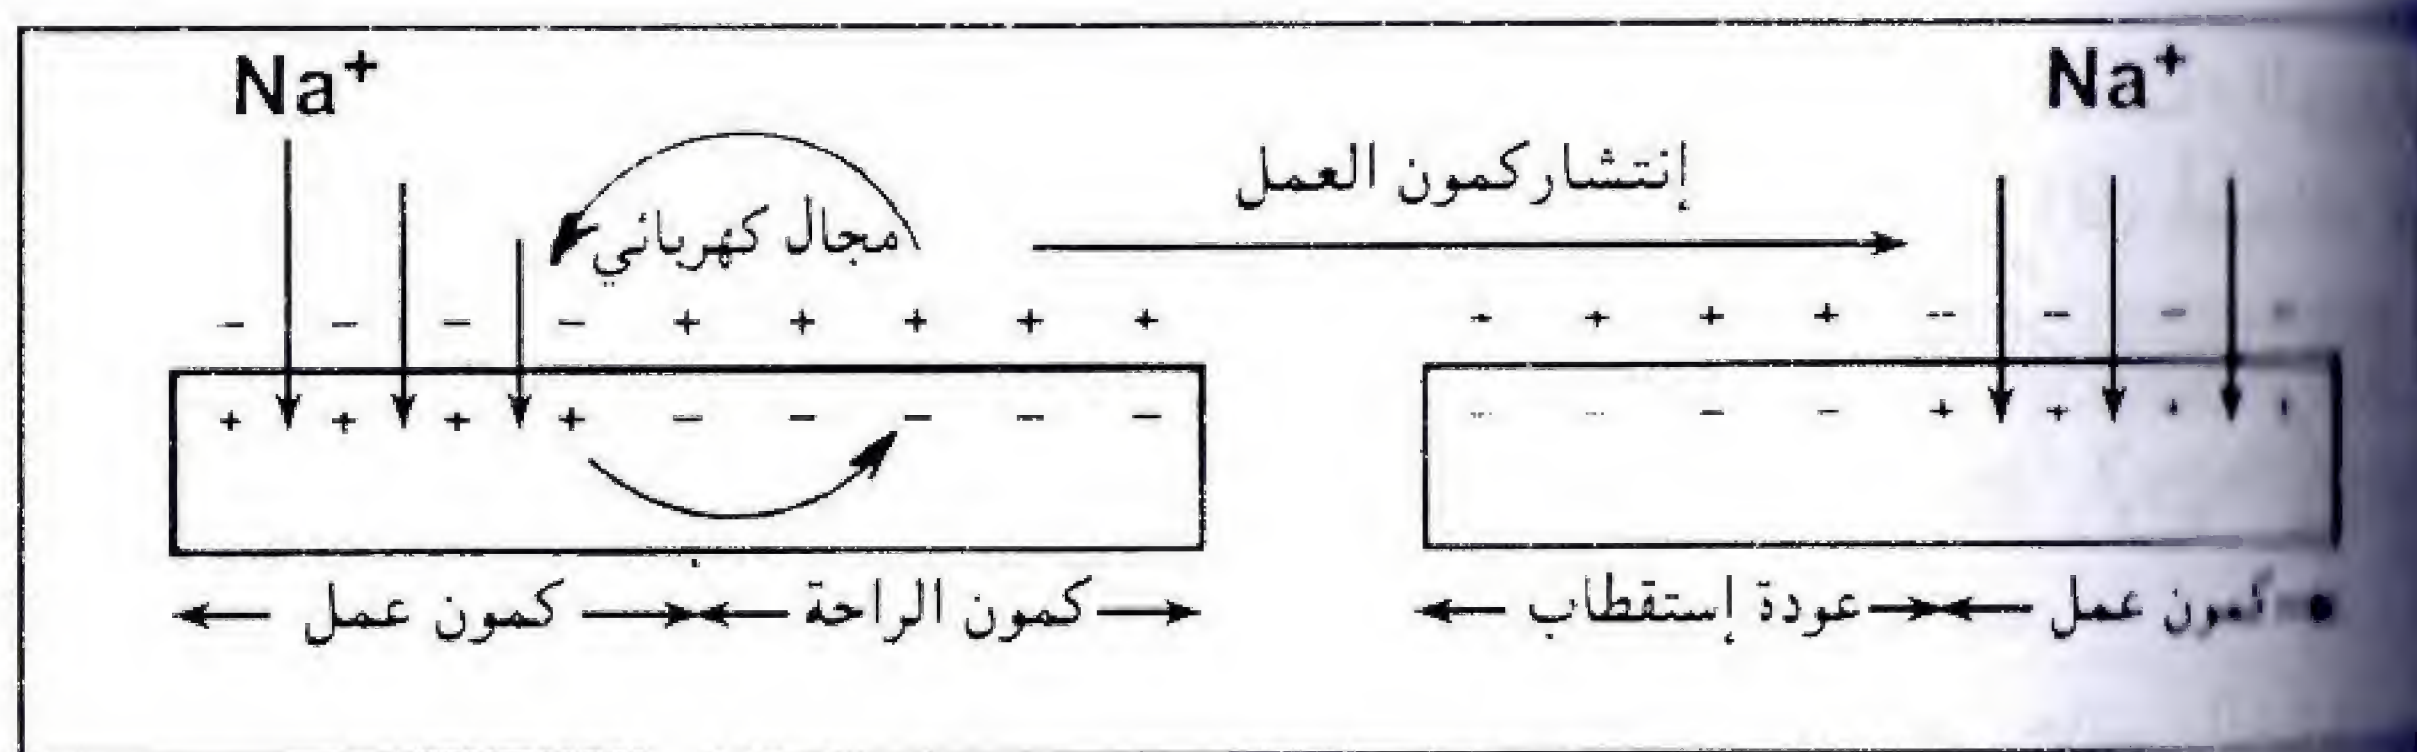 Na⁺
Na⁺
إنتشار كمون العمل
مجال كهربائي
- - - - + + + + +
- + + + - - - -
+ + + + - - - - -
- - - - + + + +
كمون عمل
كمون الراحة
عودة إستقطاب
كمون عمل